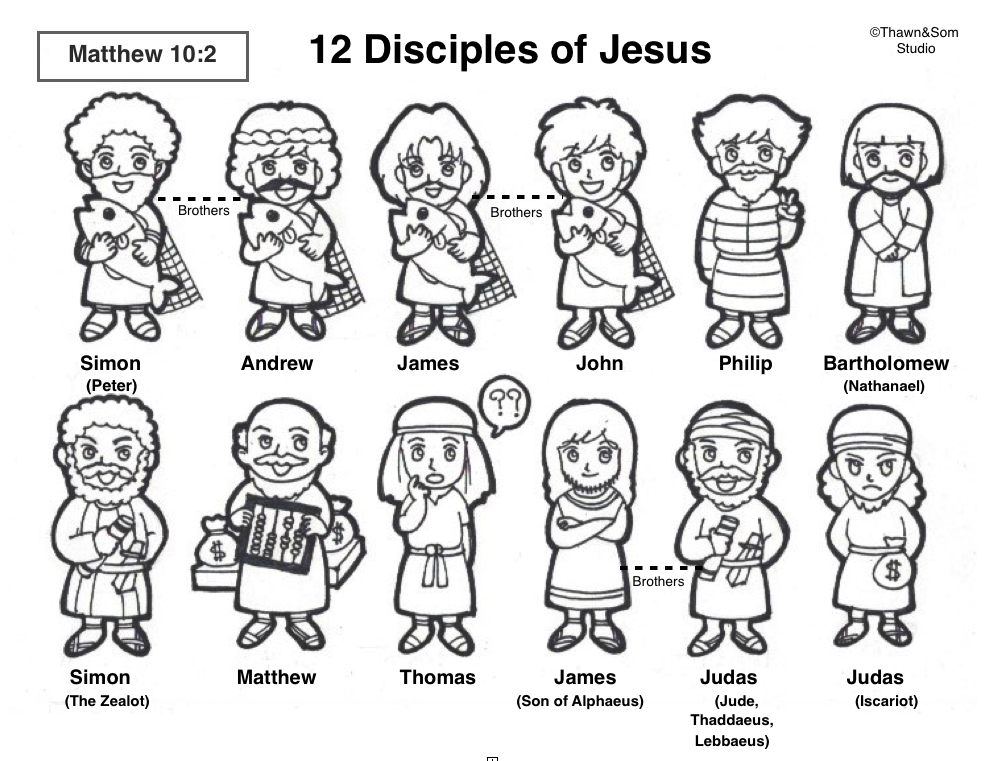 Matthew 10:2
12 Disciples of Jesus
©Thawn&Som
Studio
Brothers
Brothers
Simon
(Peter)
Andrew
James
John
Philip
Bartholomew
(Nathanael)
??
$
$
$
Brothers
Simon
(The Zealot)
Matthew
Thomas
James
(Son of Alphaeus)
Judas
(Jude,
Thaddaeus,
Lebbaeus)
Judas
(Iscariot)